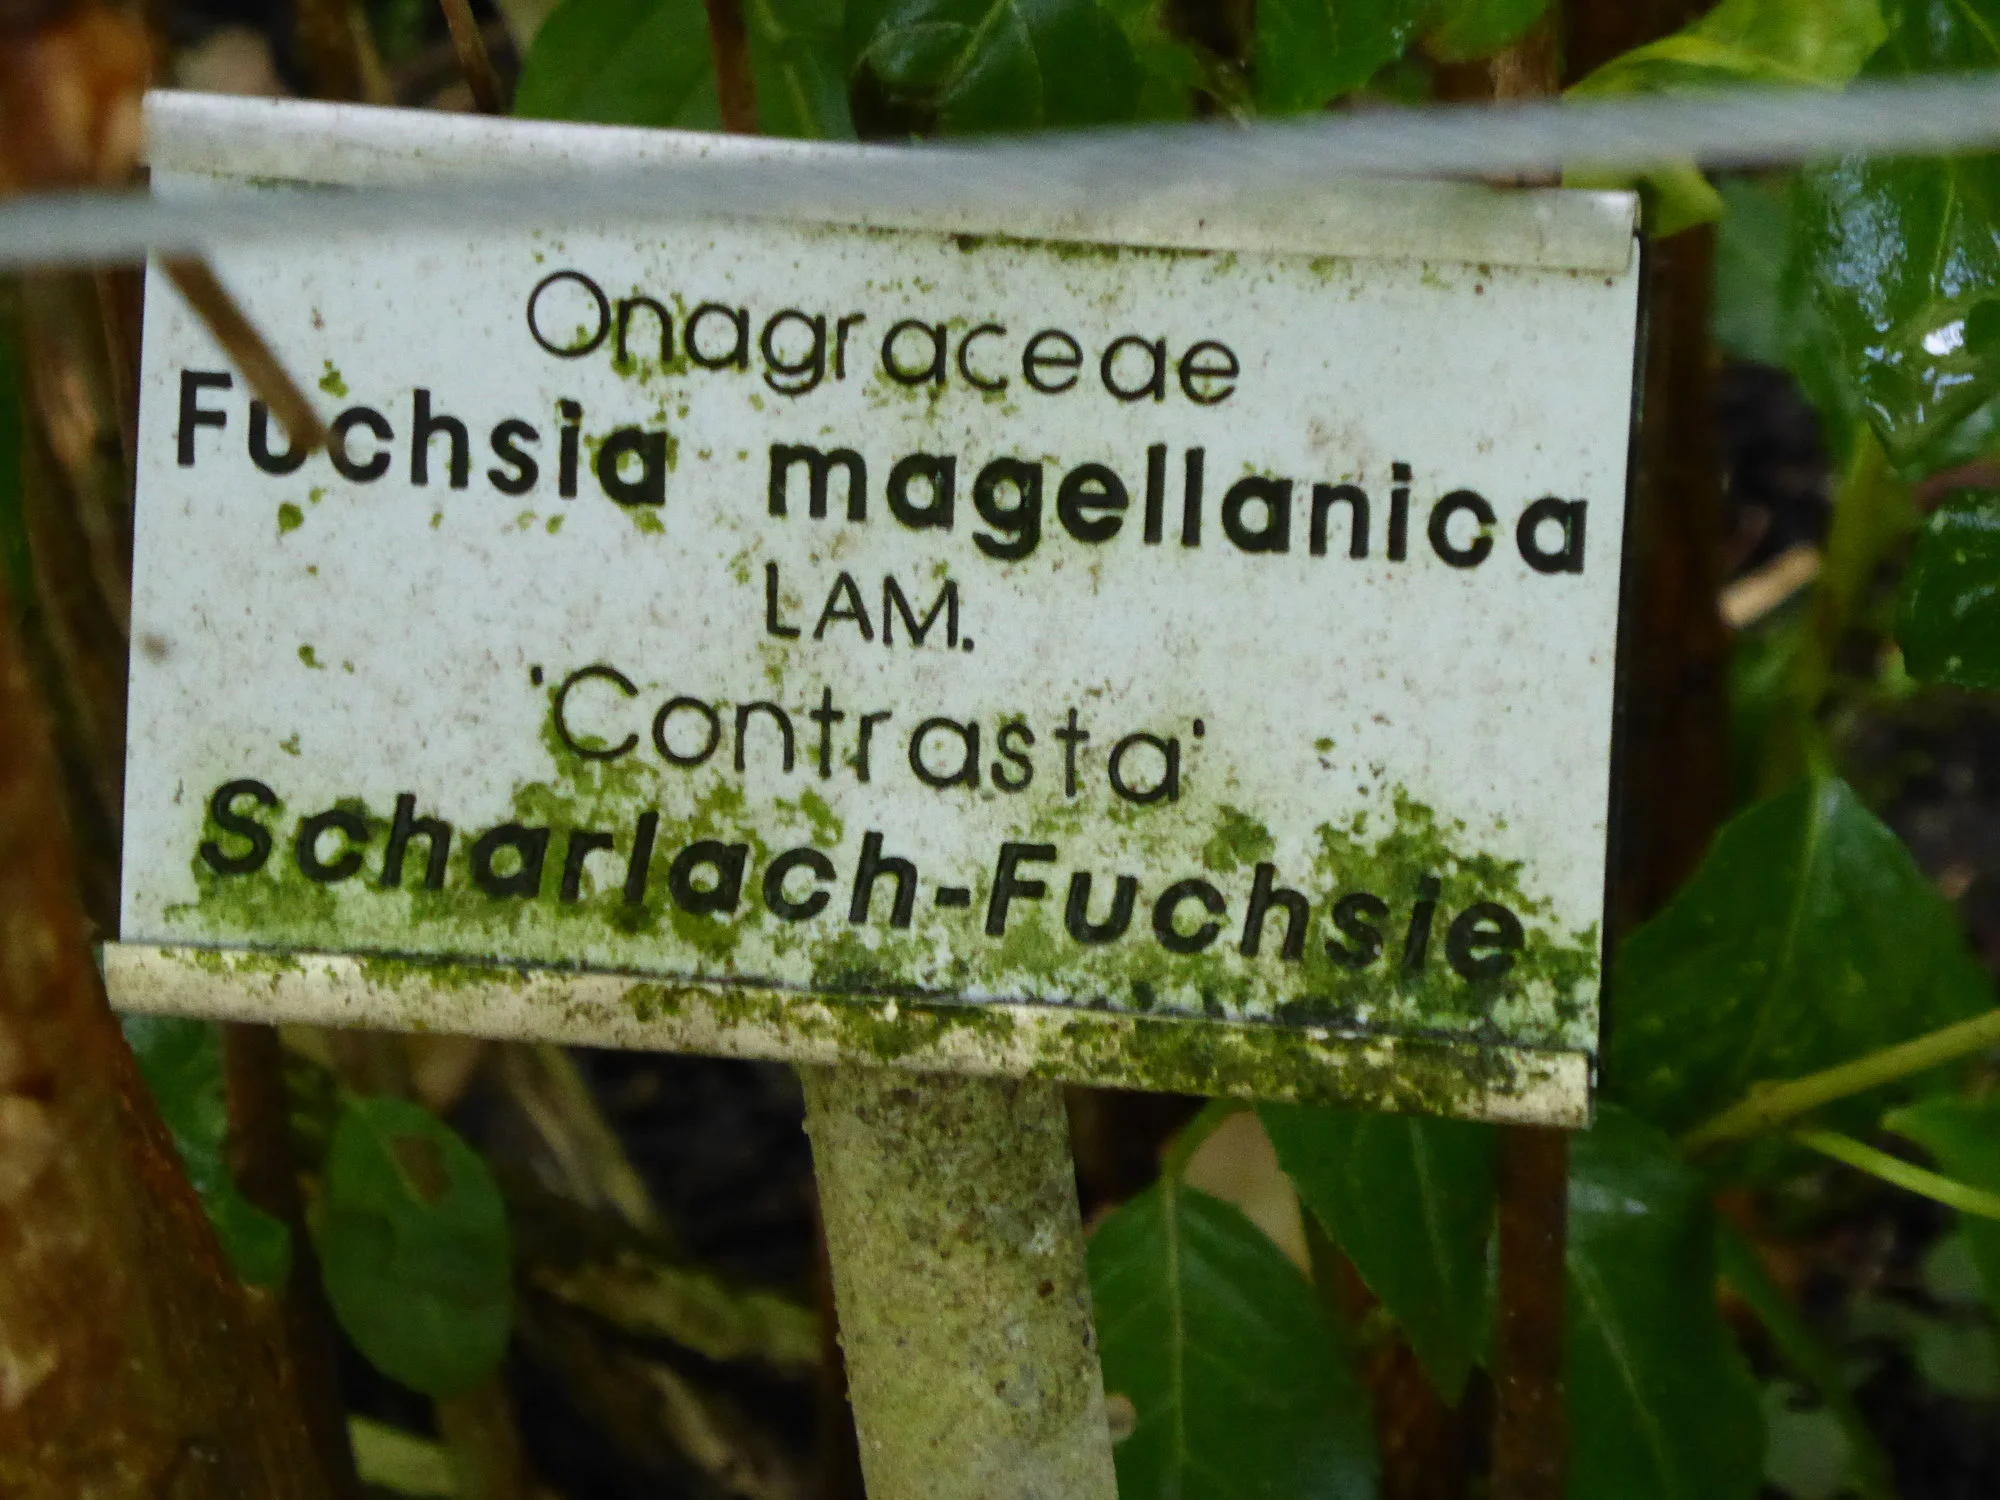 Onagraceae
Fuchsia magellanica
LAM.
'Contrasta'
Scharlach-Fuchsie